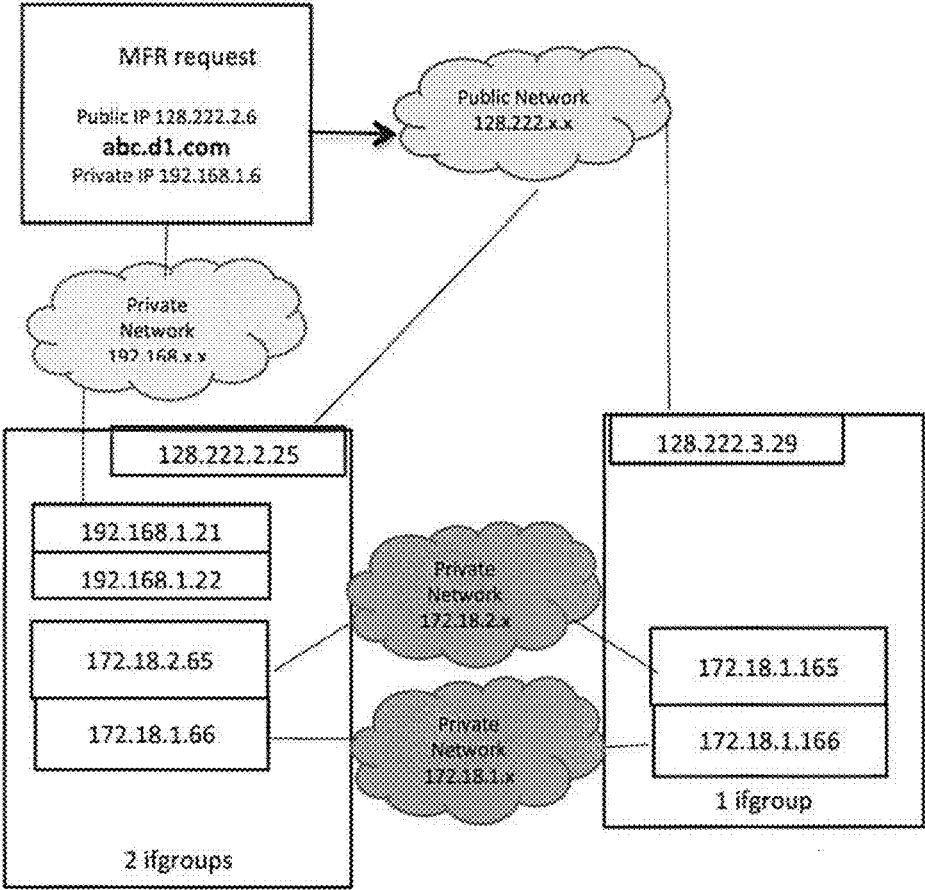 MFR request
Public IP 128.222.2.6
abc.d1.com
Private IP 192.168.1.6
Public Network
128.222.x.x
Private
Network
192.168.x.x
128.222.2.25
128.222.3.29
192.168.1.21
192.168.1.22
Private
Network
172.18.2.x
172.18.2.65
172.18.1.165
172.18.1.66
Private
Network
172.18.1.x
172.18.1.166
1 ifgroup
2 ifgroups